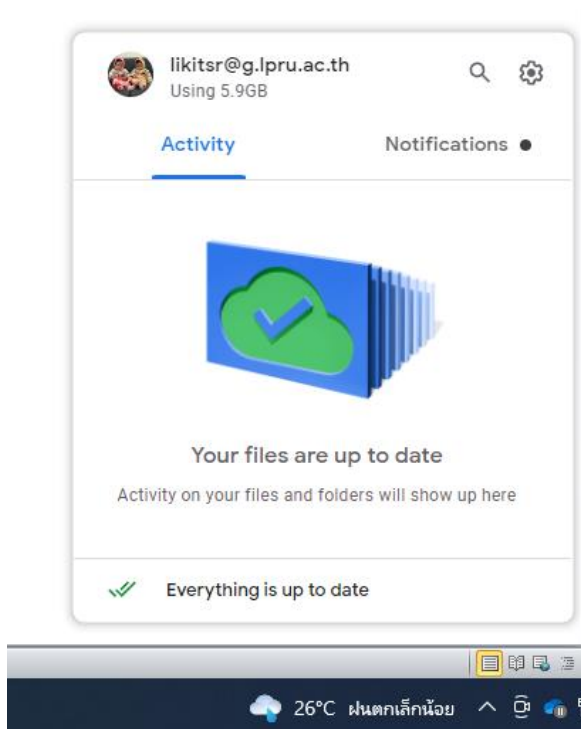 likitsr@g.lpru.ac.th
Using 5.9GB
Activity Notifications
Your files are up to date
Activity on your files and folders will show up here
Everything is up to date
26°C ฝนตกเล็กน้อย